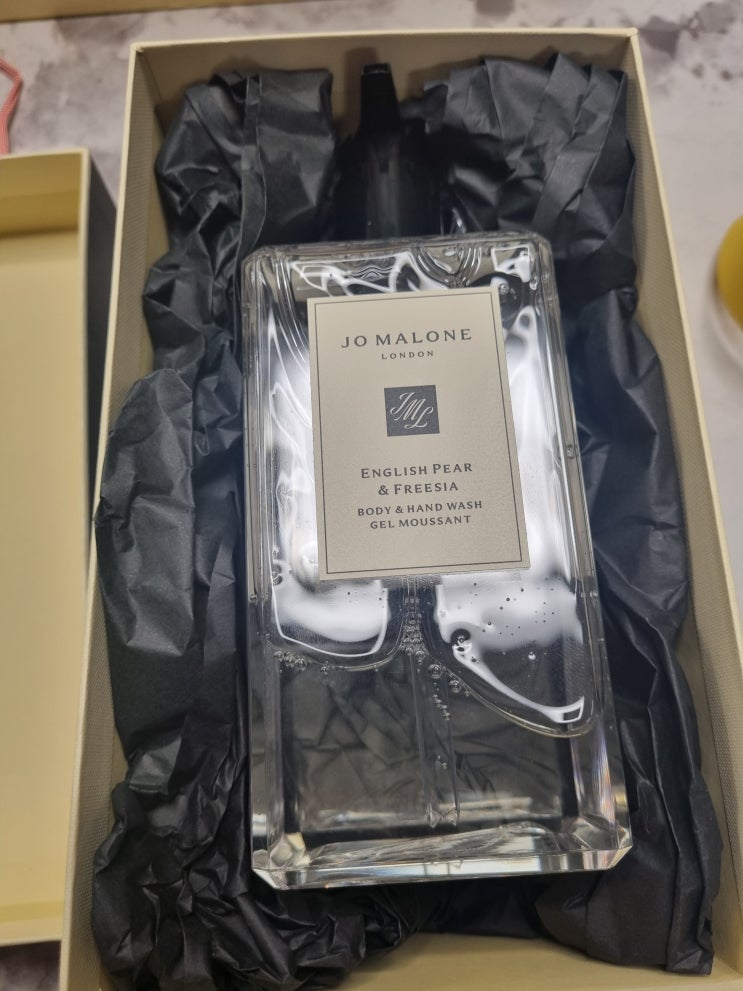 JO MALONE
LONDON
JML
ENGLISH PEAR
& FREESIA
BODY & HAND WASH
GEL MOUSSANT